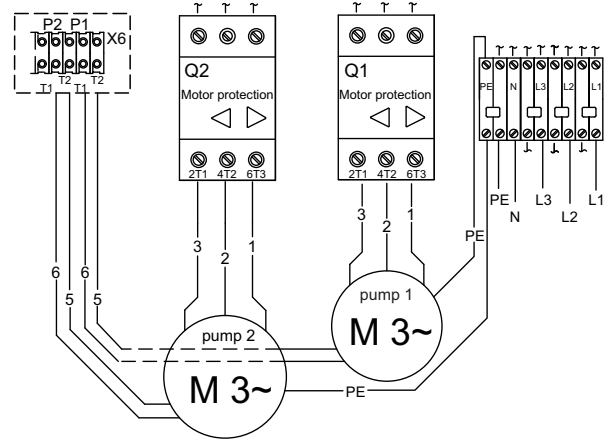 P2 P1
X6
T2 T2
T1 T1
Q2
Motor protection
2T1 4T2 6T3
Q1
Motor protection
2T1 4T2 6T3
PE N L3 L2 L1
PE
N
L3
L2
L1
3 2 1
3 2 1
PE
6 5 6 5
pump 1
M 3~
pump 2
M 3~
PE